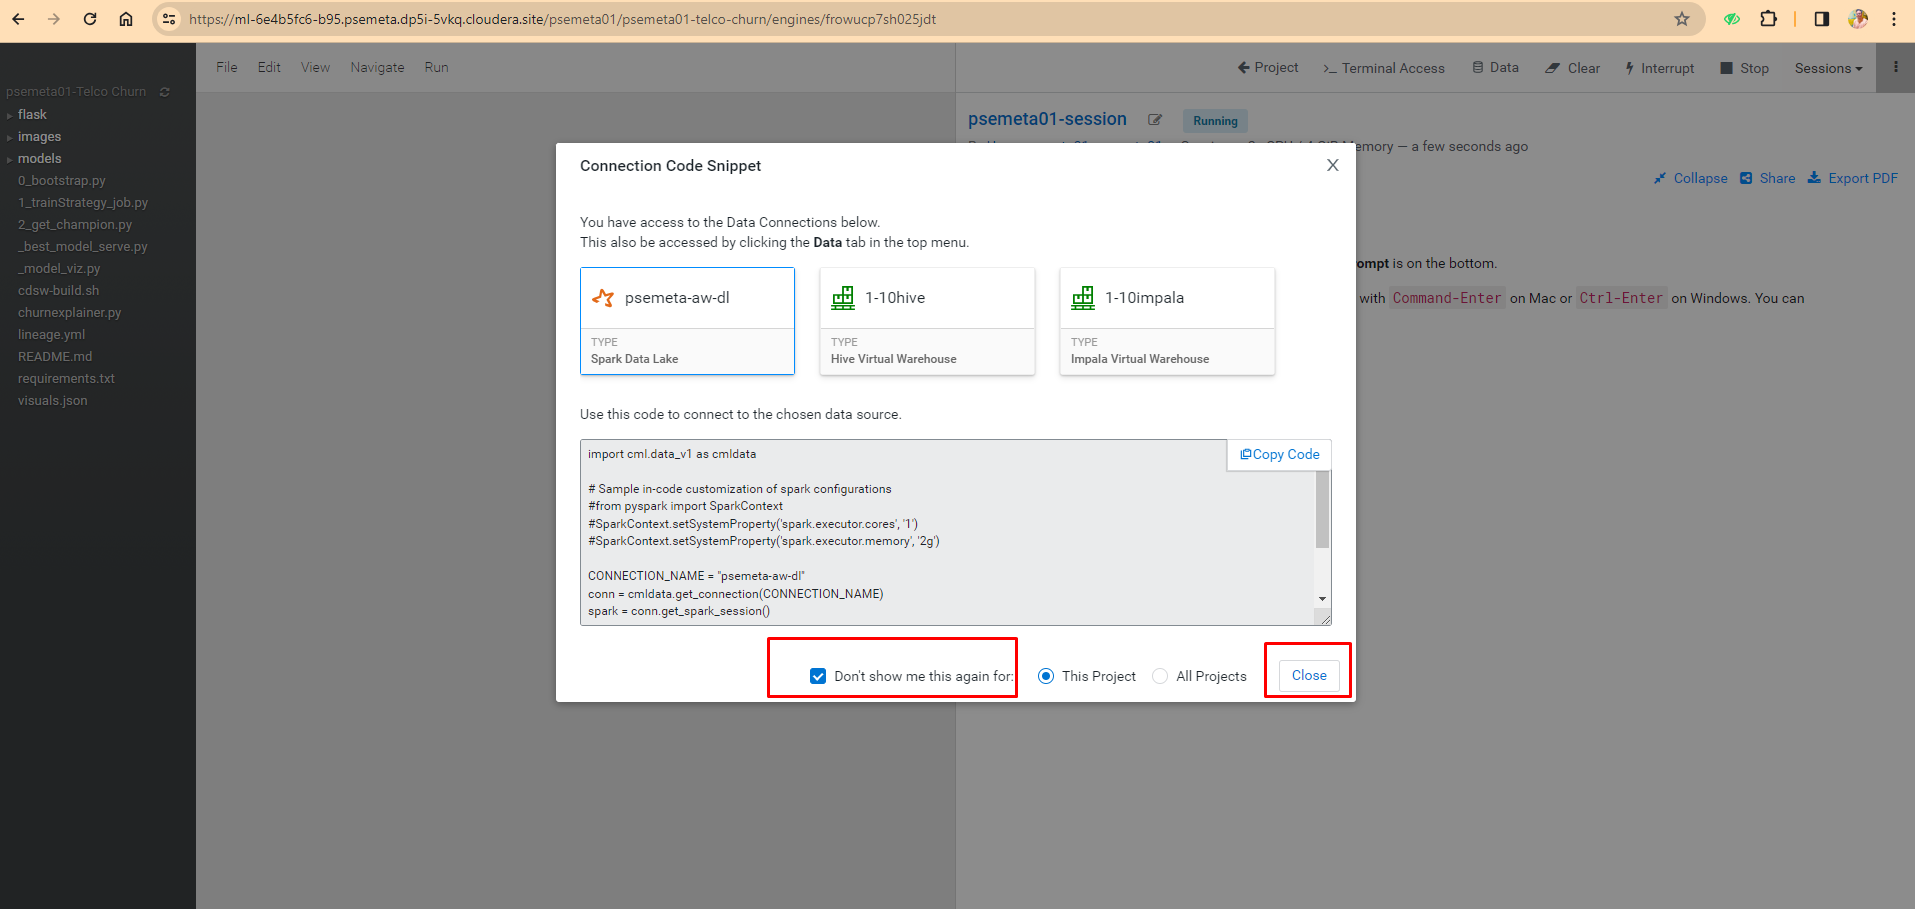 https://ml-6e4b5fc6-b95.psemeta.dp5i-5vkq.cloudera.site/psemeta01/psemeta01-telco-churn/engines/frowucp7sh025jdt
File Edit View Navigate Run
Project Terminal Access Data Clear Interrupt Stop Sessions
psemeta01-Telco Churn
flask
images
models
0_bootstrap.py
1_trainStrategy_job.py
2_get_champion.py
_best_model_serve.py
_model_viz.py
cdsw-build.sh
churnexplainer.py
lineage.yml
README.md
requirements.txt
visuals.json
psemeta01-session Running
Memory — a few seconds ago
Collapse Share Export PDF
ompt is on the bottom.
with Command-Enter on Mac or Ctrl-Enter on Windows. You can
Connection Code Snippet X
You have access to the Data Connections below.
This also be accessed by clicking the Data tab in the top menu.
psemeta-aw-dl
TYPE
Spark Data Lake
1-10hive
TYPE
Hive Virtual Warehouse
1-10impala
TYPE
Impala Virtual Warehouse
Use this code to connect to the chosen data source.
Copy Code
import cml.data_v1 as cmldata
# Sample in-code customization of spark configurations
#from pyspark import SparkContext
#SparkContext.setSystemProperty('spark.executor.cores', '1')
#SparkContext.setSystemProperty('spark.executor.memory', '2g')
CONNECTION_NAME = "psemeta-aw-dl"
conn = cmldata.get_connection(CONNECTION_NAME)
spark = conn.get_spark_session()
Don't show me this again for: This Project All Projects Close